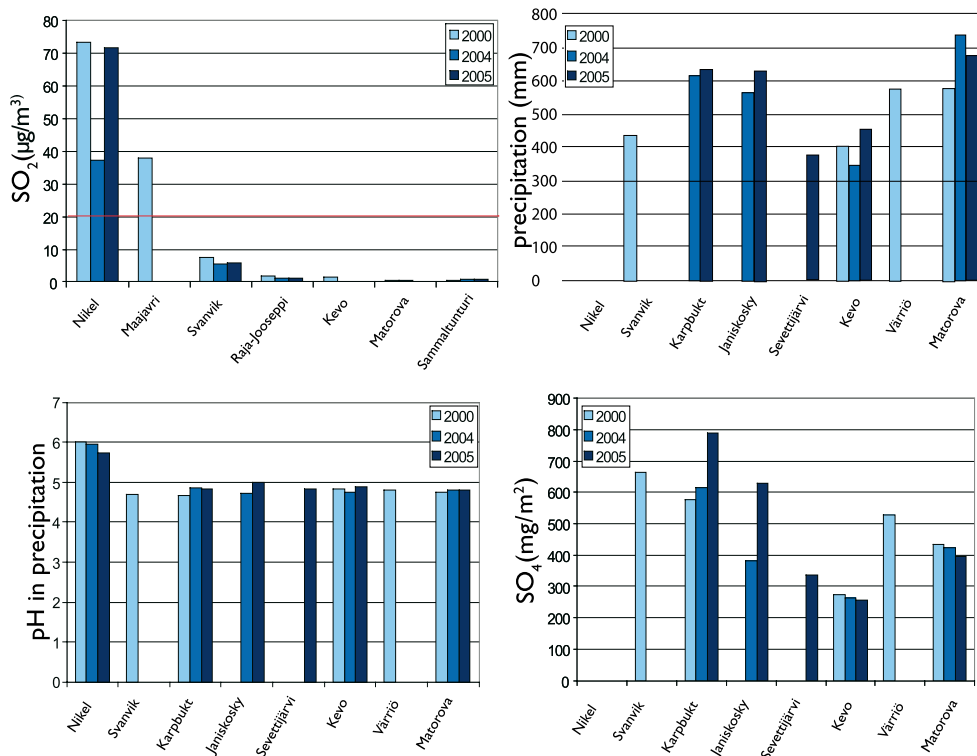 SO2 (µg/m3)
80
70
60
50
40
30
20
10
0
2000
2004
2005
Nikel
Maajavri
Svanvik
Raja-Jooseppi
Kevo
Matorova
Sammaltunturi
precipitation (mm)
800
700
600
500
400
300
200
100
0
2000
2004
2005
Nikel
Svanvik
Karpbukt
Janiskosky
Sevettijärvi
Kevo
Värriö
Matorova
pH in precipitation
7
6
5
4
3
2
1
0
2000
2004
2005
Nikel
Svanvik
Karpbukt
Janiskosky
Sevettijärvi
Kevo
Värriö
Matorova
SO4 (mg/m2)
900
800
700
600
500
400
300
200
100
0
2000
2004
2005
Nikel
Svanvik
Karpbukt
Janiskosky
Sevettijärvi
Kevo
Värriö
Matorova